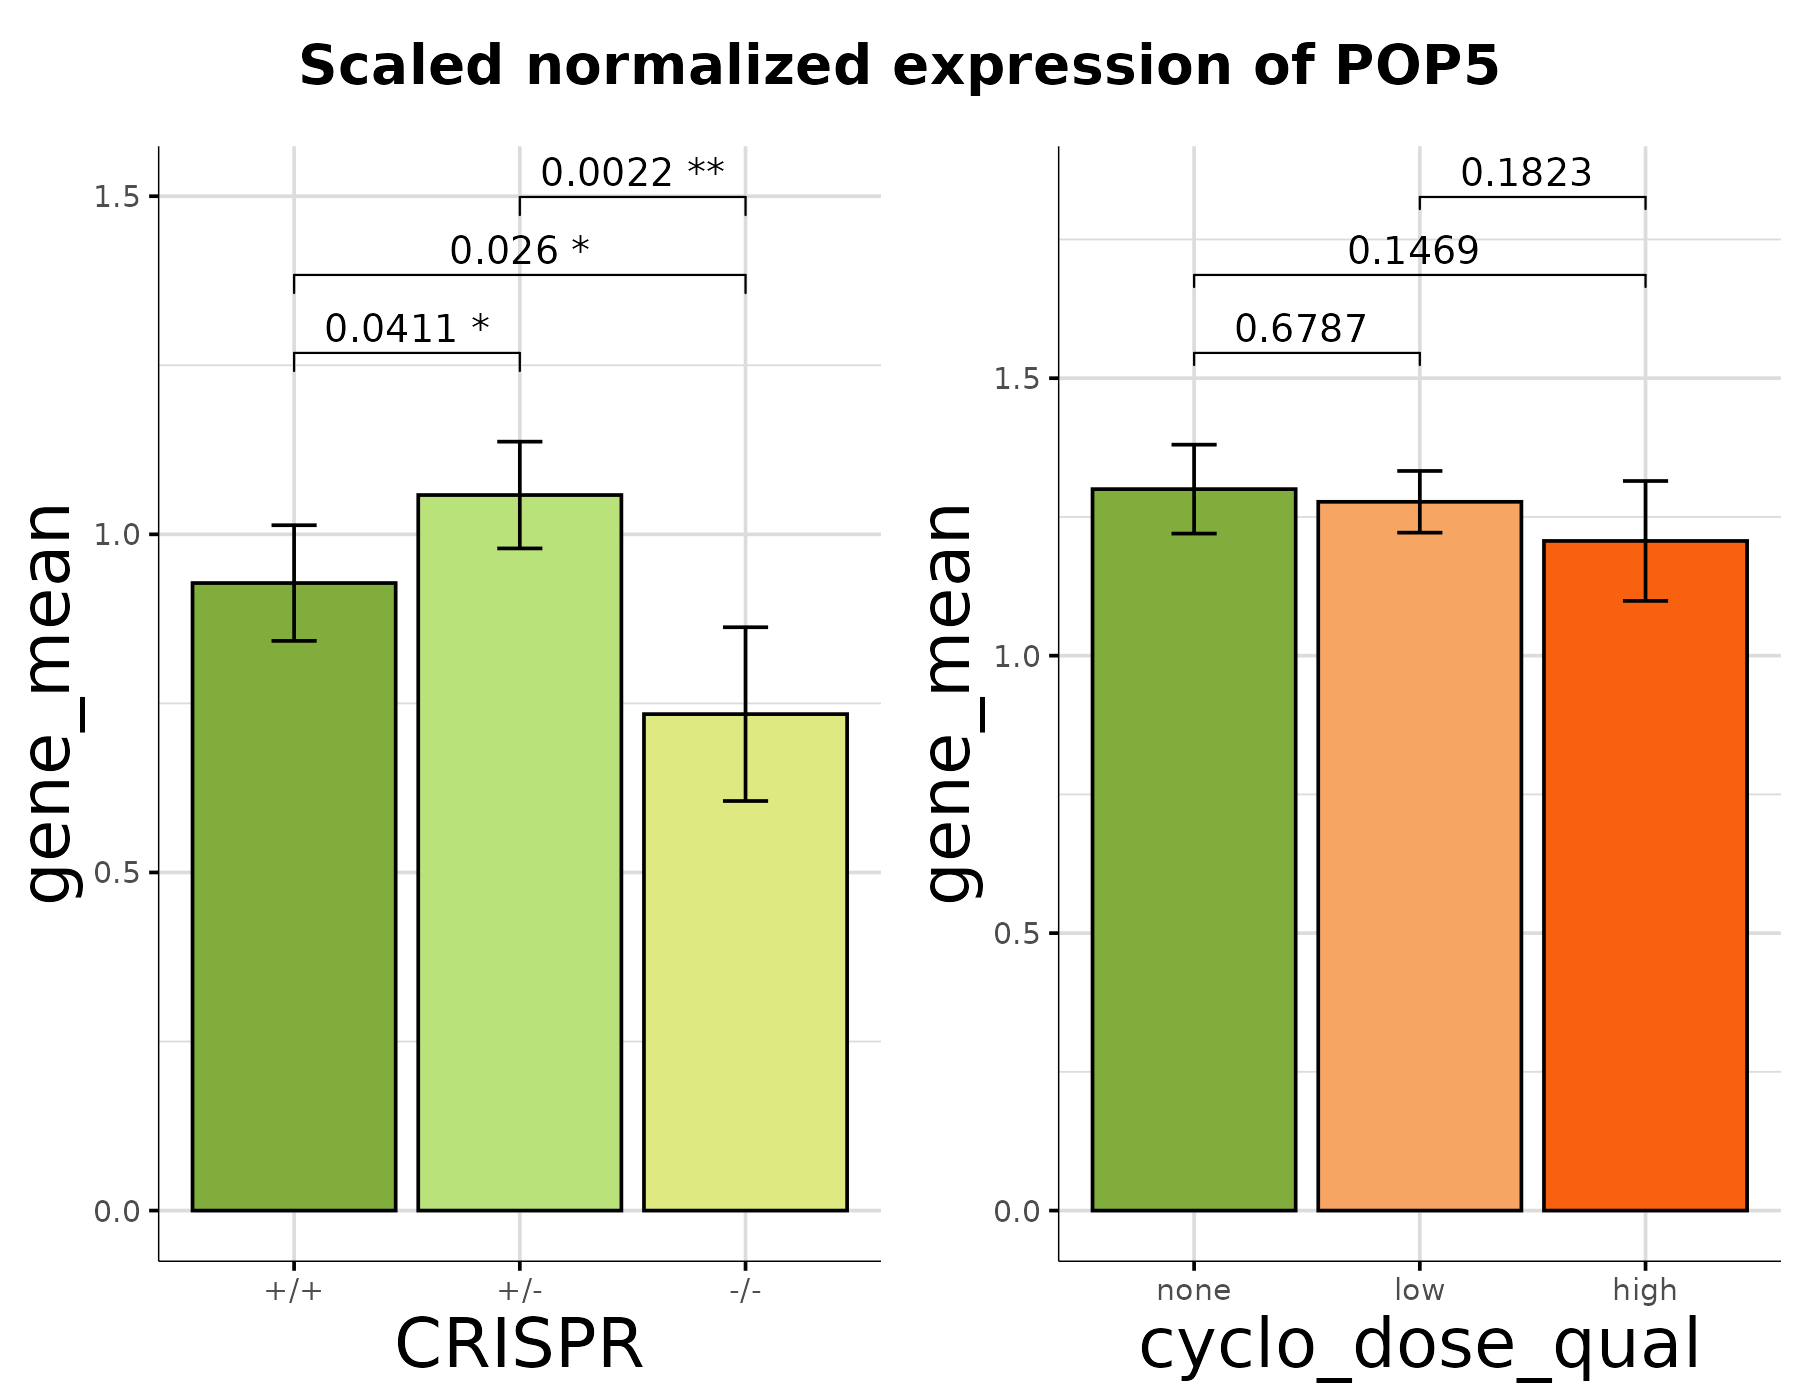 Scaled normalized expression of POP5
gene_mean
1.5
1.0
0.5
0.0
0.0022 **
0.026 *
0.0411 *
+/+
+/-
-/-
CRISPR
gene_mean
1.5
1.0
0.5
0.0
0.1823
0.1469
0.6787
none
low
high
cyclo_dose_qual